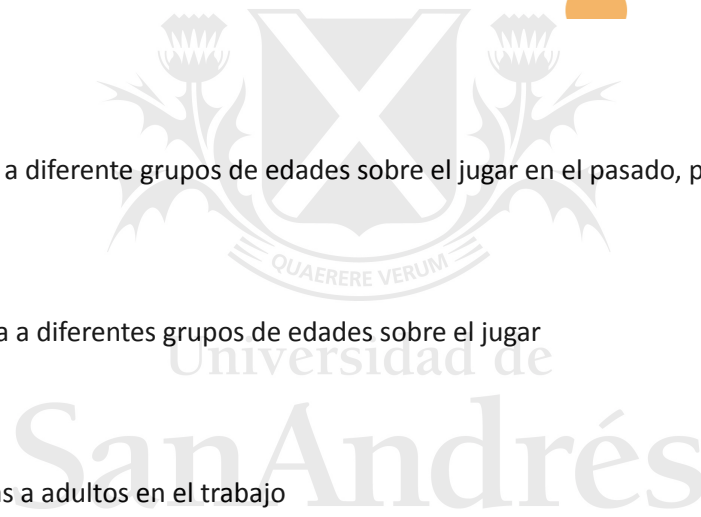 a diferente grupos de edades sobre el jugar en el pasado, p
QUAERERE VERUM
a a diferentes grupos de edades sobre el jugar
Universidad de
SanAndrés
as a adultos en el trabajo